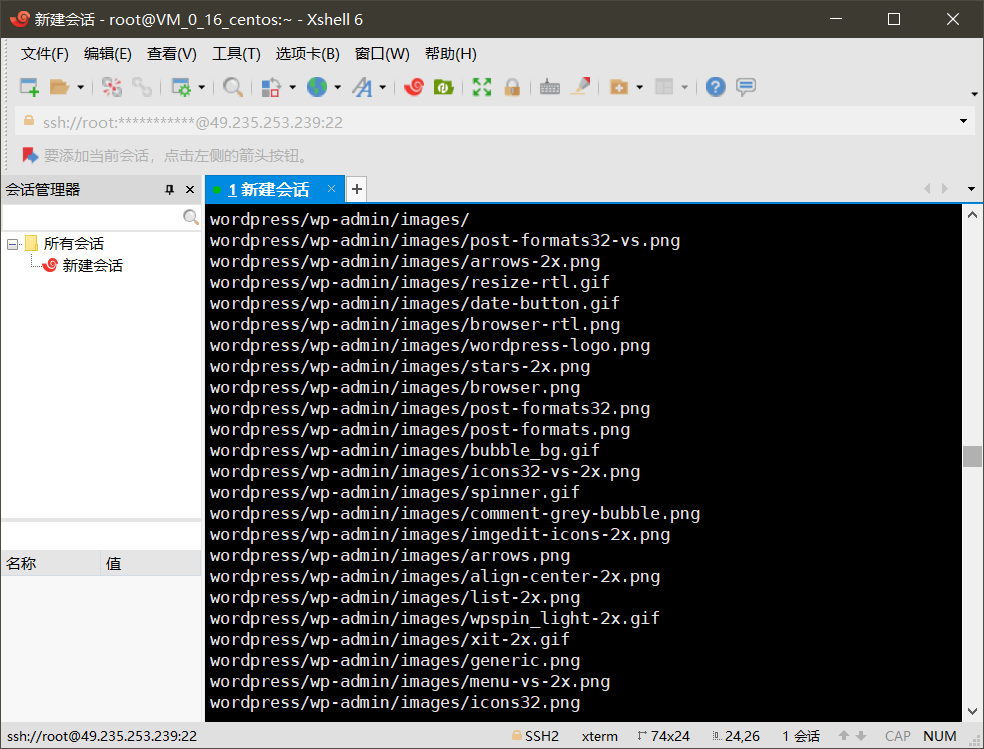 新建会话 - root@VM_0_16_centos:~ - Xshell 6
文件(F) 编辑(E) 查看(V) 工具(T) 选项卡(B) 窗口(W) 帮助(H)
ssh://root:***********@49.235.253.239:22
要添加当前会话，点击左侧的箭头按钮。
会话管理器
所有会话
新建会话
名称 值
1 新建会话
wordpress/wp-admin/images/
wordpress/wp-admin/images/post-formats32-vs.png
wordpress/wp-admin/images/arrows-2x.png
wordpress/wp-admin/images/resize-rtl.gif
wordpress/wp-admin/images/date-button.gif
wordpress/wp-admin/images/browser-rtl.png
wordpress/wp-admin/images/wordpress-logo.png
wordpress/wp-admin/images/stars-2x.png
wordpress/wp-admin/images/browser.png
wordpress/wp-admin/images/post-formats32.png
wordpress/wp-admin/images/post-formats.png
wordpress/wp-admin/images/bubble_bg.gif
wordpress/wp-admin/images/icons32-vs-2x.png
wordpress/wp-admin/images/spinner.gif
wordpress/wp-admin/images/comment-grey-bubble.png
wordpress/wp-admin/images/imgedit-icons-2x.png
wordpress/wp-admin/images/arrows.png
wordpress/wp-admin/images/align-center-2x.png
wordpress/wp-admin/images/list-2x.png
wordpress/wp-admin/images/wpspin_light-2x.gif
wordpress/wp-admin/images/xit-2x.gif
wordpress/wp-admin/images/generic.png
wordpress/wp-admin/images/menu-vs-2x.png
wordpress/wp-admin/images/icons32.png
ssh://root@49.235.253.239:22 SSH2 xterm 74x24 24,26 1 会话 CAP NUM